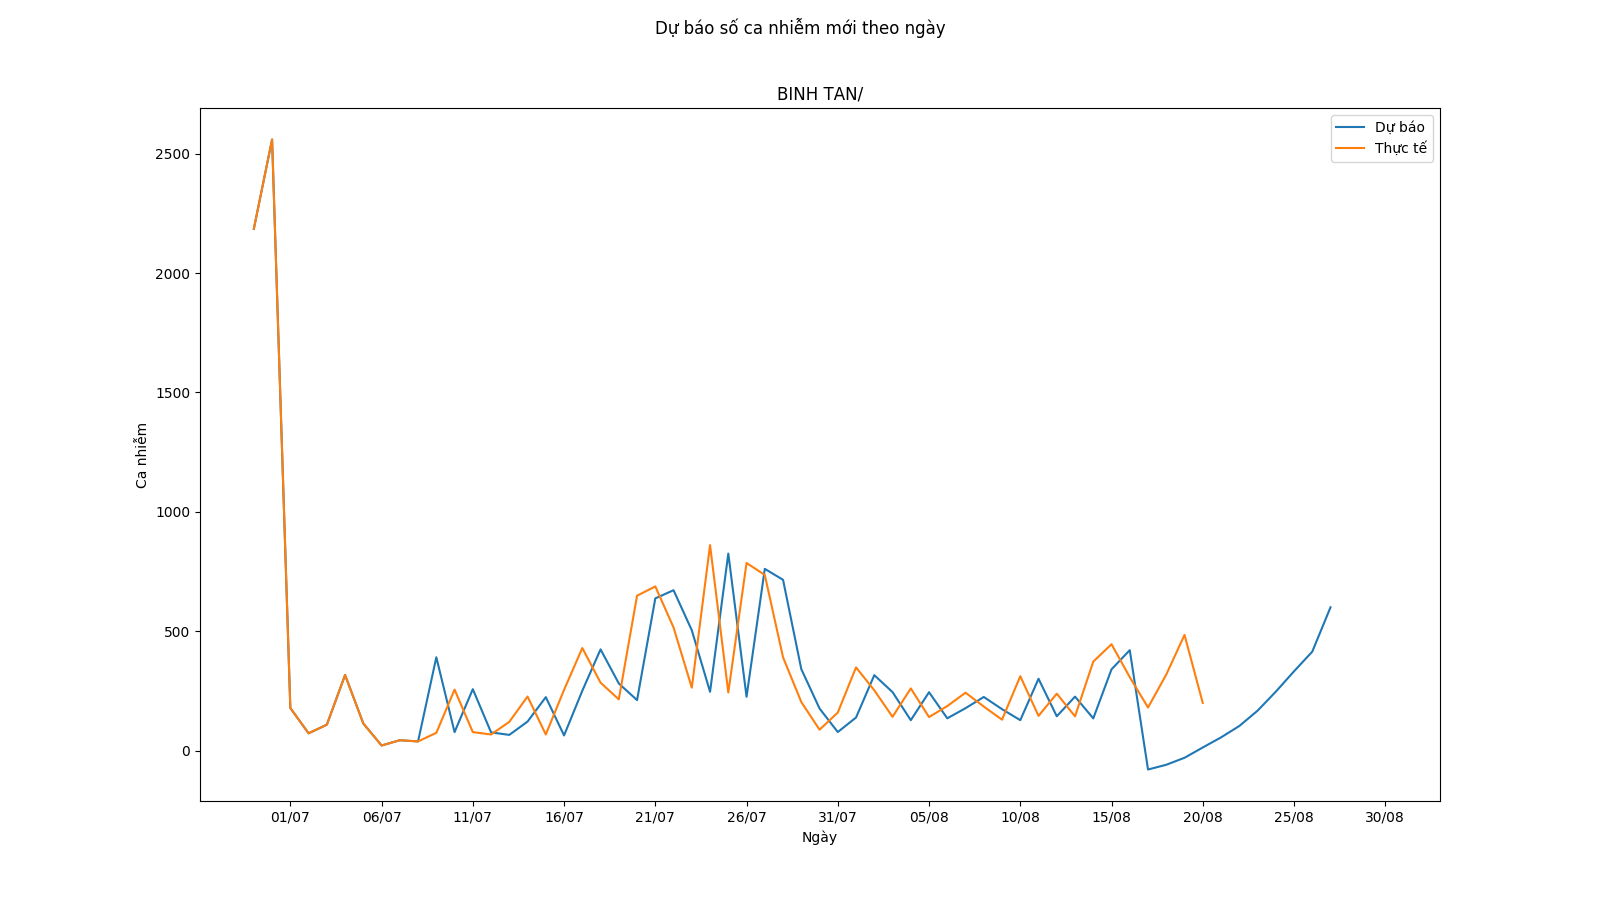 Dự báo số ca nhiễm mới theo ngày
BINH TAN/
Dự báo
Thực tế
2500
2000
1500
1000
500
0
Ca nhiễm
01/07 06/07 11/07 16/07 21/07 26/07 31/07 05/08 10/08 15/08 20/08 25/08 30/08
Ngày